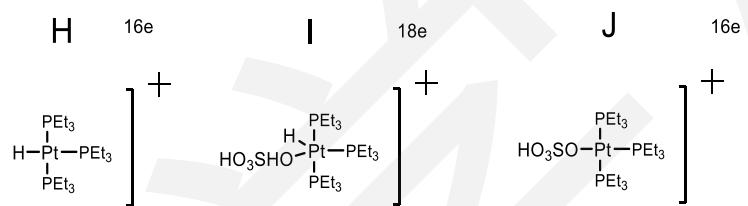 H 16e I 18e J 16e
+ + +
PEt3 PEt3 PEt3
H
H-Pt-PEt3 HO3SHO Pt-PEt3 HO3SO-Pt-PEt3
PEt3 PEt3 PEt3